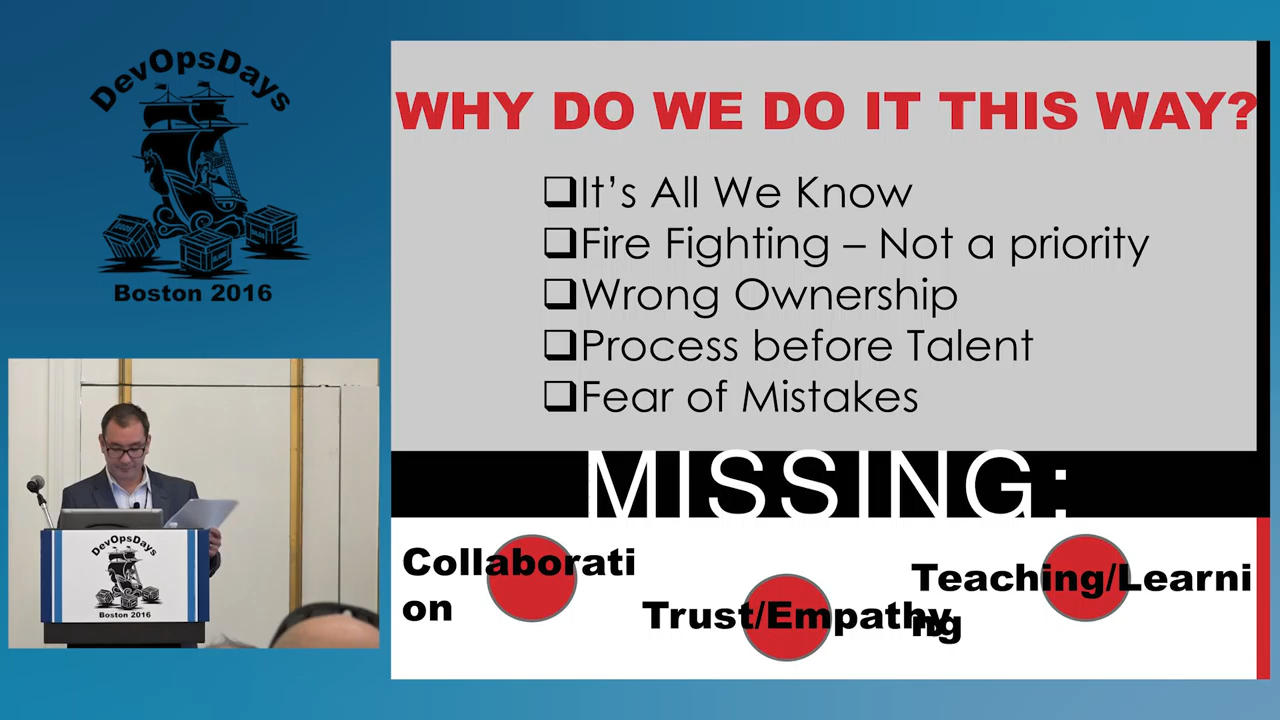 DevOpsDays
Boston 2016
WHY DO WE DO IT THIS WAY?
❑It’s All We Know
❑Fire Fighting – Not a priority
❑Wrong Ownership
❑Process before Talent
❑Fear of Mistakes
MISSING:
Collaborati
on
Trust/Empathy
Teaching/Learni
ng
DevOpsDays
Boston 2016